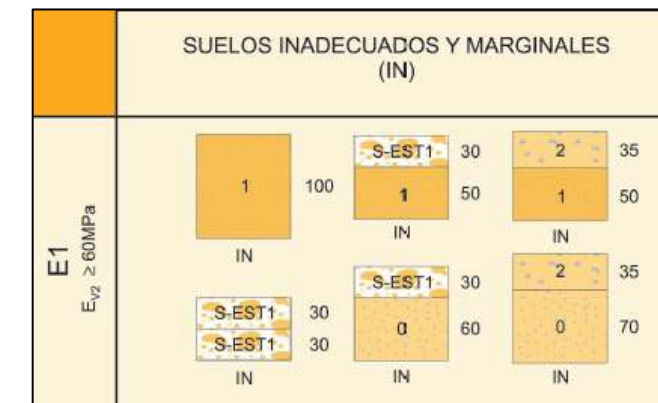 SUELOS INADECUADOS Y MARGINALES
(IN)
E1
EV2 ≥ 60MPa
1 100
IN
S-EST1 30
1 50
IN
2 35
1 50
IN
S-EST1 30
S-EST1 30
IN
S-EST1 30
0 60
IN
2 35
0 70
IN